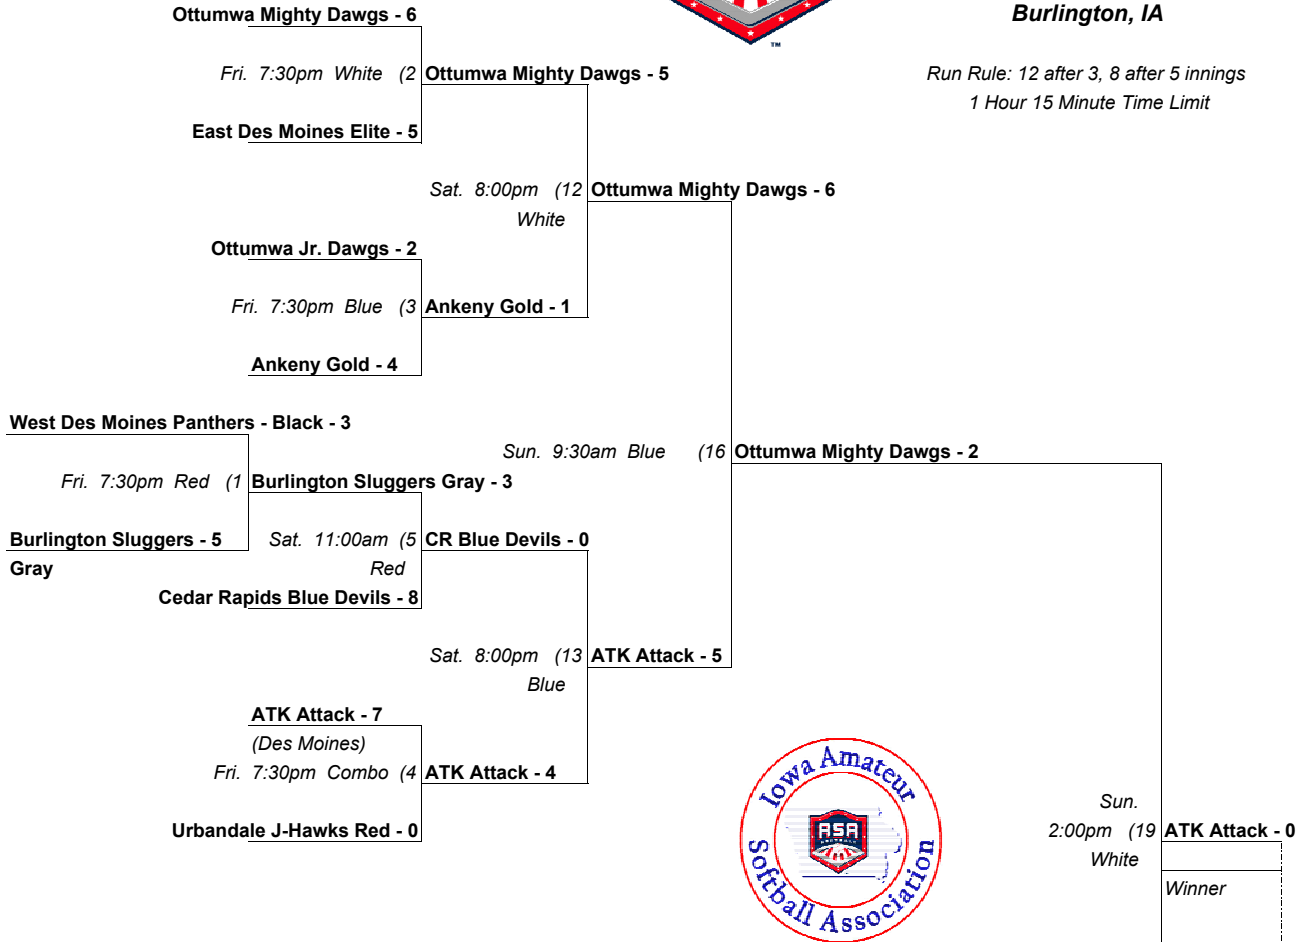 Ottumwa Mighty Dawgs - 6
Burlington, IA
TM
Fri. 7:30pm White (2
Ottumwa Mighty Dawgs - 5
Run Rule: 12 after 3, 8 after 5 innings
1 Hour 15 Minute Time Limit
East Des Moines Elite - 5
Sat. 8:00pm (12
Ottumwa Mighty Dawgs - 6
White
Ottumwa Jr. Dawgs - 2
Fri. 7:30pm Blue (3
Ankeny Gold - 1
Ankeny Gold - 4
West Des Moines Panthers - Black - 3
Sun. 9:30am Blue (16
Ottumwa Mighty Dawgs - 2
Fri. 7:30pm Red (1
Burlington Sluggers Gray - 3
Burlington Sluggers - 5
Gray
Sat. 11:00am (5
Red
CR Blue Devils - 0
Cedar Rapids Blue Devils - 8
Sat. 8:00pm (13
Blue
ATK Attack - 5
ATK Attack - 7
(Des Moines)
Fri. 7:30pm Combo (4
ATK Attack - 4
Urbandale J-Hawks Red - 0
Iowa Amateur
ASA
Softball Association
Sun.
2:00pm (19
White
ATK Attack - 0
Winner